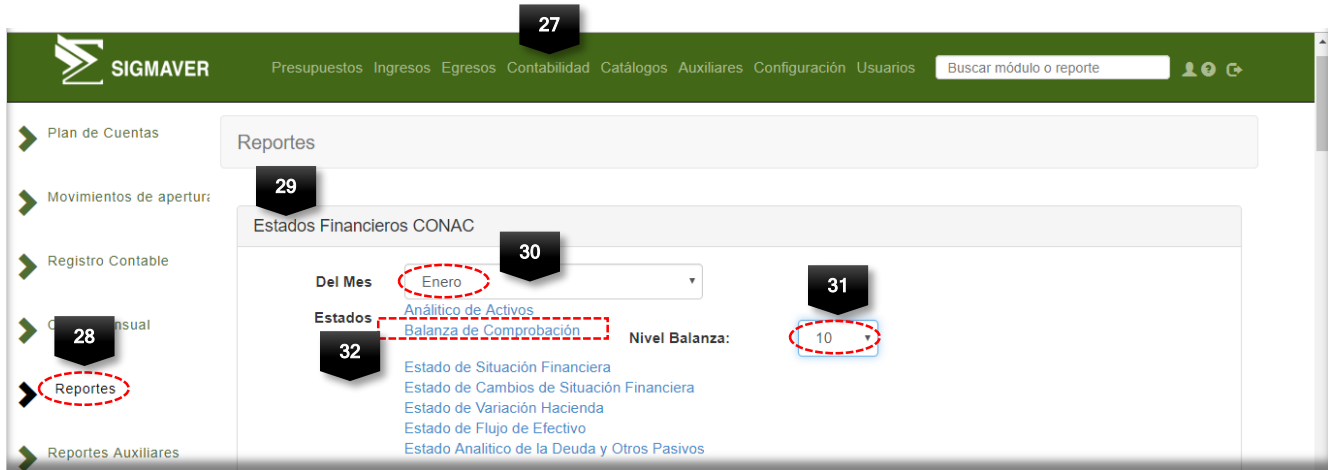 27
SIGMAVER
Presupuestos Ingresos Egresos Contabilidad Catálogos Auxiliares Configuración Usuarios
Buscar módulo o reporte
Plan de Cuentas
Movimientos de apertura
Registro Contable
nsual
28
Reportes
Reportes Auxiliares
Reportes
29
Estados Financieros CONAC
30
Del Mes Enero
31
Estados
Análitico de Activos
Balanza de Comprobación
Nivel Balanza: 10
32
Estado de Situación Financiera
Estado de Cambios de Situación Financiera
Estado de Variación Hacienda
Estado de Flujo de Efectivo
Estado Analitico de la Deuda y Otros Pasivos